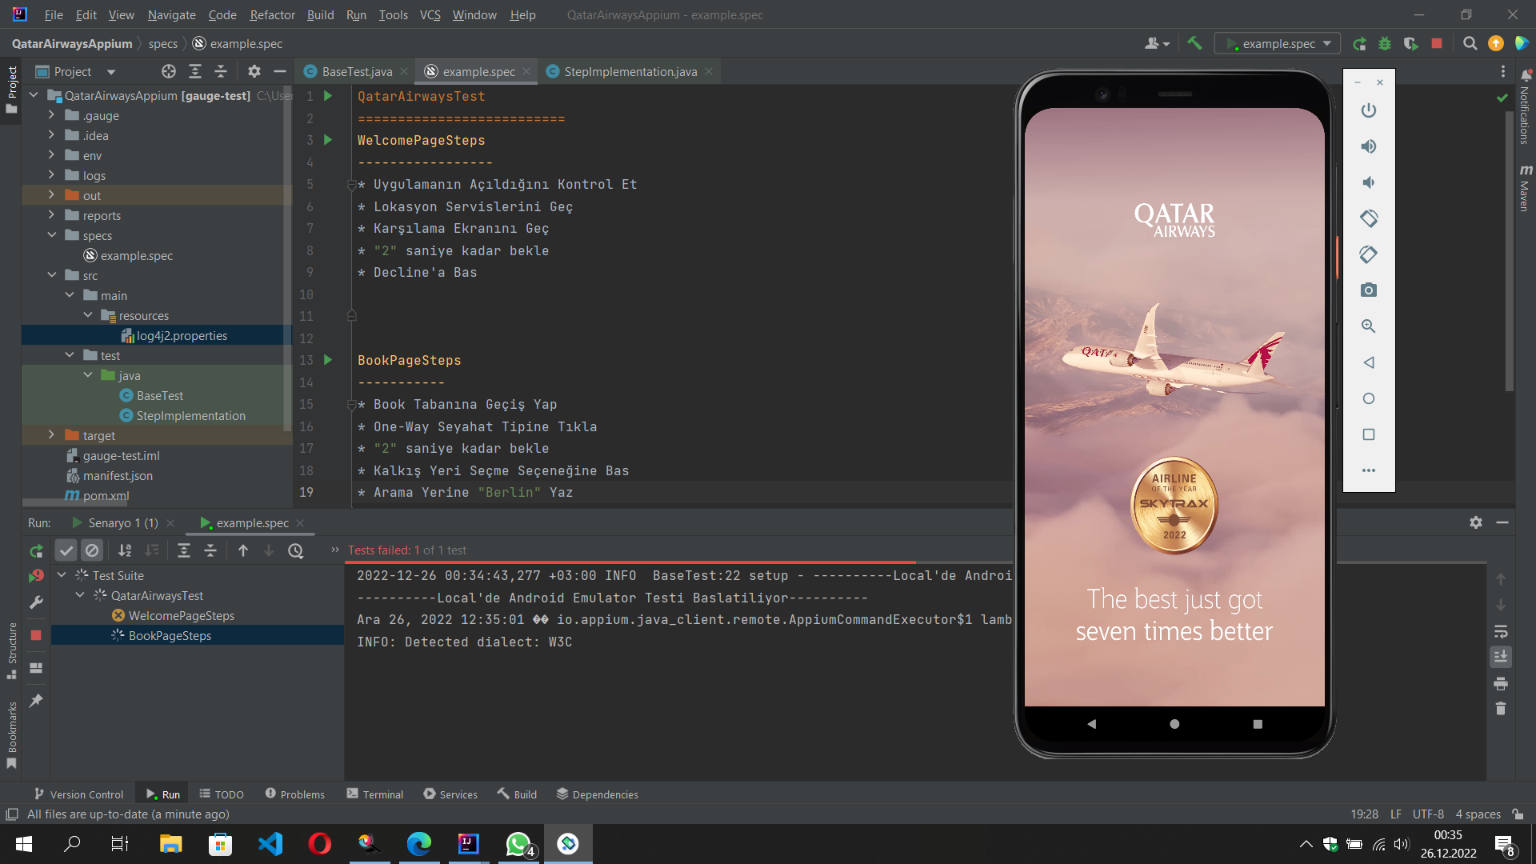 File Edit View Navigate Code Refactor Build Run Tools VCS Window Help QatarAirwaysAppium - example.spec
QatarAirwaysAppium specs example.spec
example.spec
Project
BaseTest.java
example.spec
StepImplementation.java
Project
Structure
Bookmarks
Notifications
Maven
QatarAirwaysAppium [gauge-test] C:\User
.gauge
.idea
env
logs
out
reports
specs
example.spec
src
main
resources
log4j2.properties
test
java
BaseTest
StepImplementation
target
gauge-test.iml
manifest.json
pom.xml
1 QatarAirwaysTest
2 ==========================
3 WelcomePageSteps
4 -----------------
5 * Uygulamanın Açıldığını Kontrol Et
6 * Lokasyon Servislerini Geç
7 * Karşılama Ekranını Geç
8 * "2" saniye kadar bekle
9 * Decline'a Bas
10
11
12
13 BookPageSteps
14 -----------
15 * Book Tabanına Geçiş Yap
16 * One-Way Seyahat Tipine Tıkla
17 * "2" saniye kadar bekle
18 * Kalkış Yeri Seçme Seçeneğine Bas
19 * Arama Yerine "Berlin" Yaz
QATAR
AIRWAYS
QATA
AIRLINE
OF THE YEAR
SKYTRAX
2022
The best just got
seven times better
Run: Senaryo 1 (1) example.spec
Tests failed: 1 of 1 test
Test Suite
QatarAirwaysTest
WelcomePageSteps
BookPageSteps
2022-12-26 00:34:43,277 +03:00 INFO  BaseTest:22 setup - ----------Local'de Androi
----------Local'de Android Emulator Testi Baslatiliyor----------
Ara 26, 2022 12:35:01 �� io.appium.java_client.remote.AppiumCommandExecutor$1 lamb
INFO: Detected dialect: W3C
Version Control Run TODO Problems Terminal Services Build Dependencies
All files are up-to-date (a minute ago) 19:28 LF UTF-8 4 spaces
4
00:35
26.12.2022
8